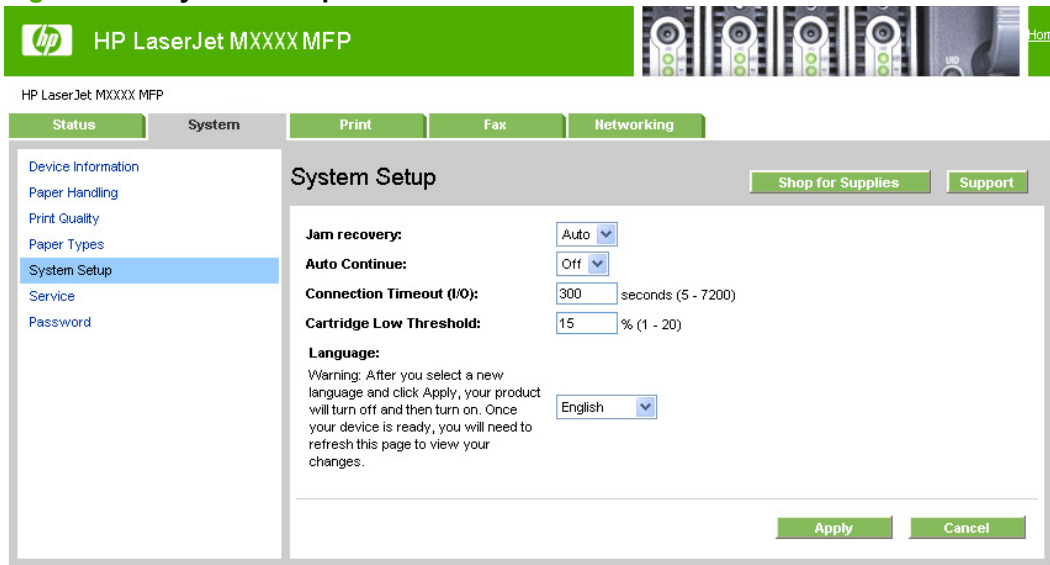 hp
HP LaserJet MXXXX MFP
UID
HP LaserJet MXXXX MFP
Status System Print Fax Networking
Device Information
Paper Handling
Print Quality
Paper Types
System Setup
Service
Password
System Setup
Shop for Supplies Support
Jam recovery: Auto
Auto Continue: Off
Connection Timeout (I/O): 300 seconds (5 - 7200)
Cartridge Low Threshold: 15 % (1 - 20)
Language:
Warning: After you select a new
language and click Apply, your product
will turn off and then turn on. Once
your device is ready, you will need to
refresh this page to view your
changes.
English
Apply Cancel